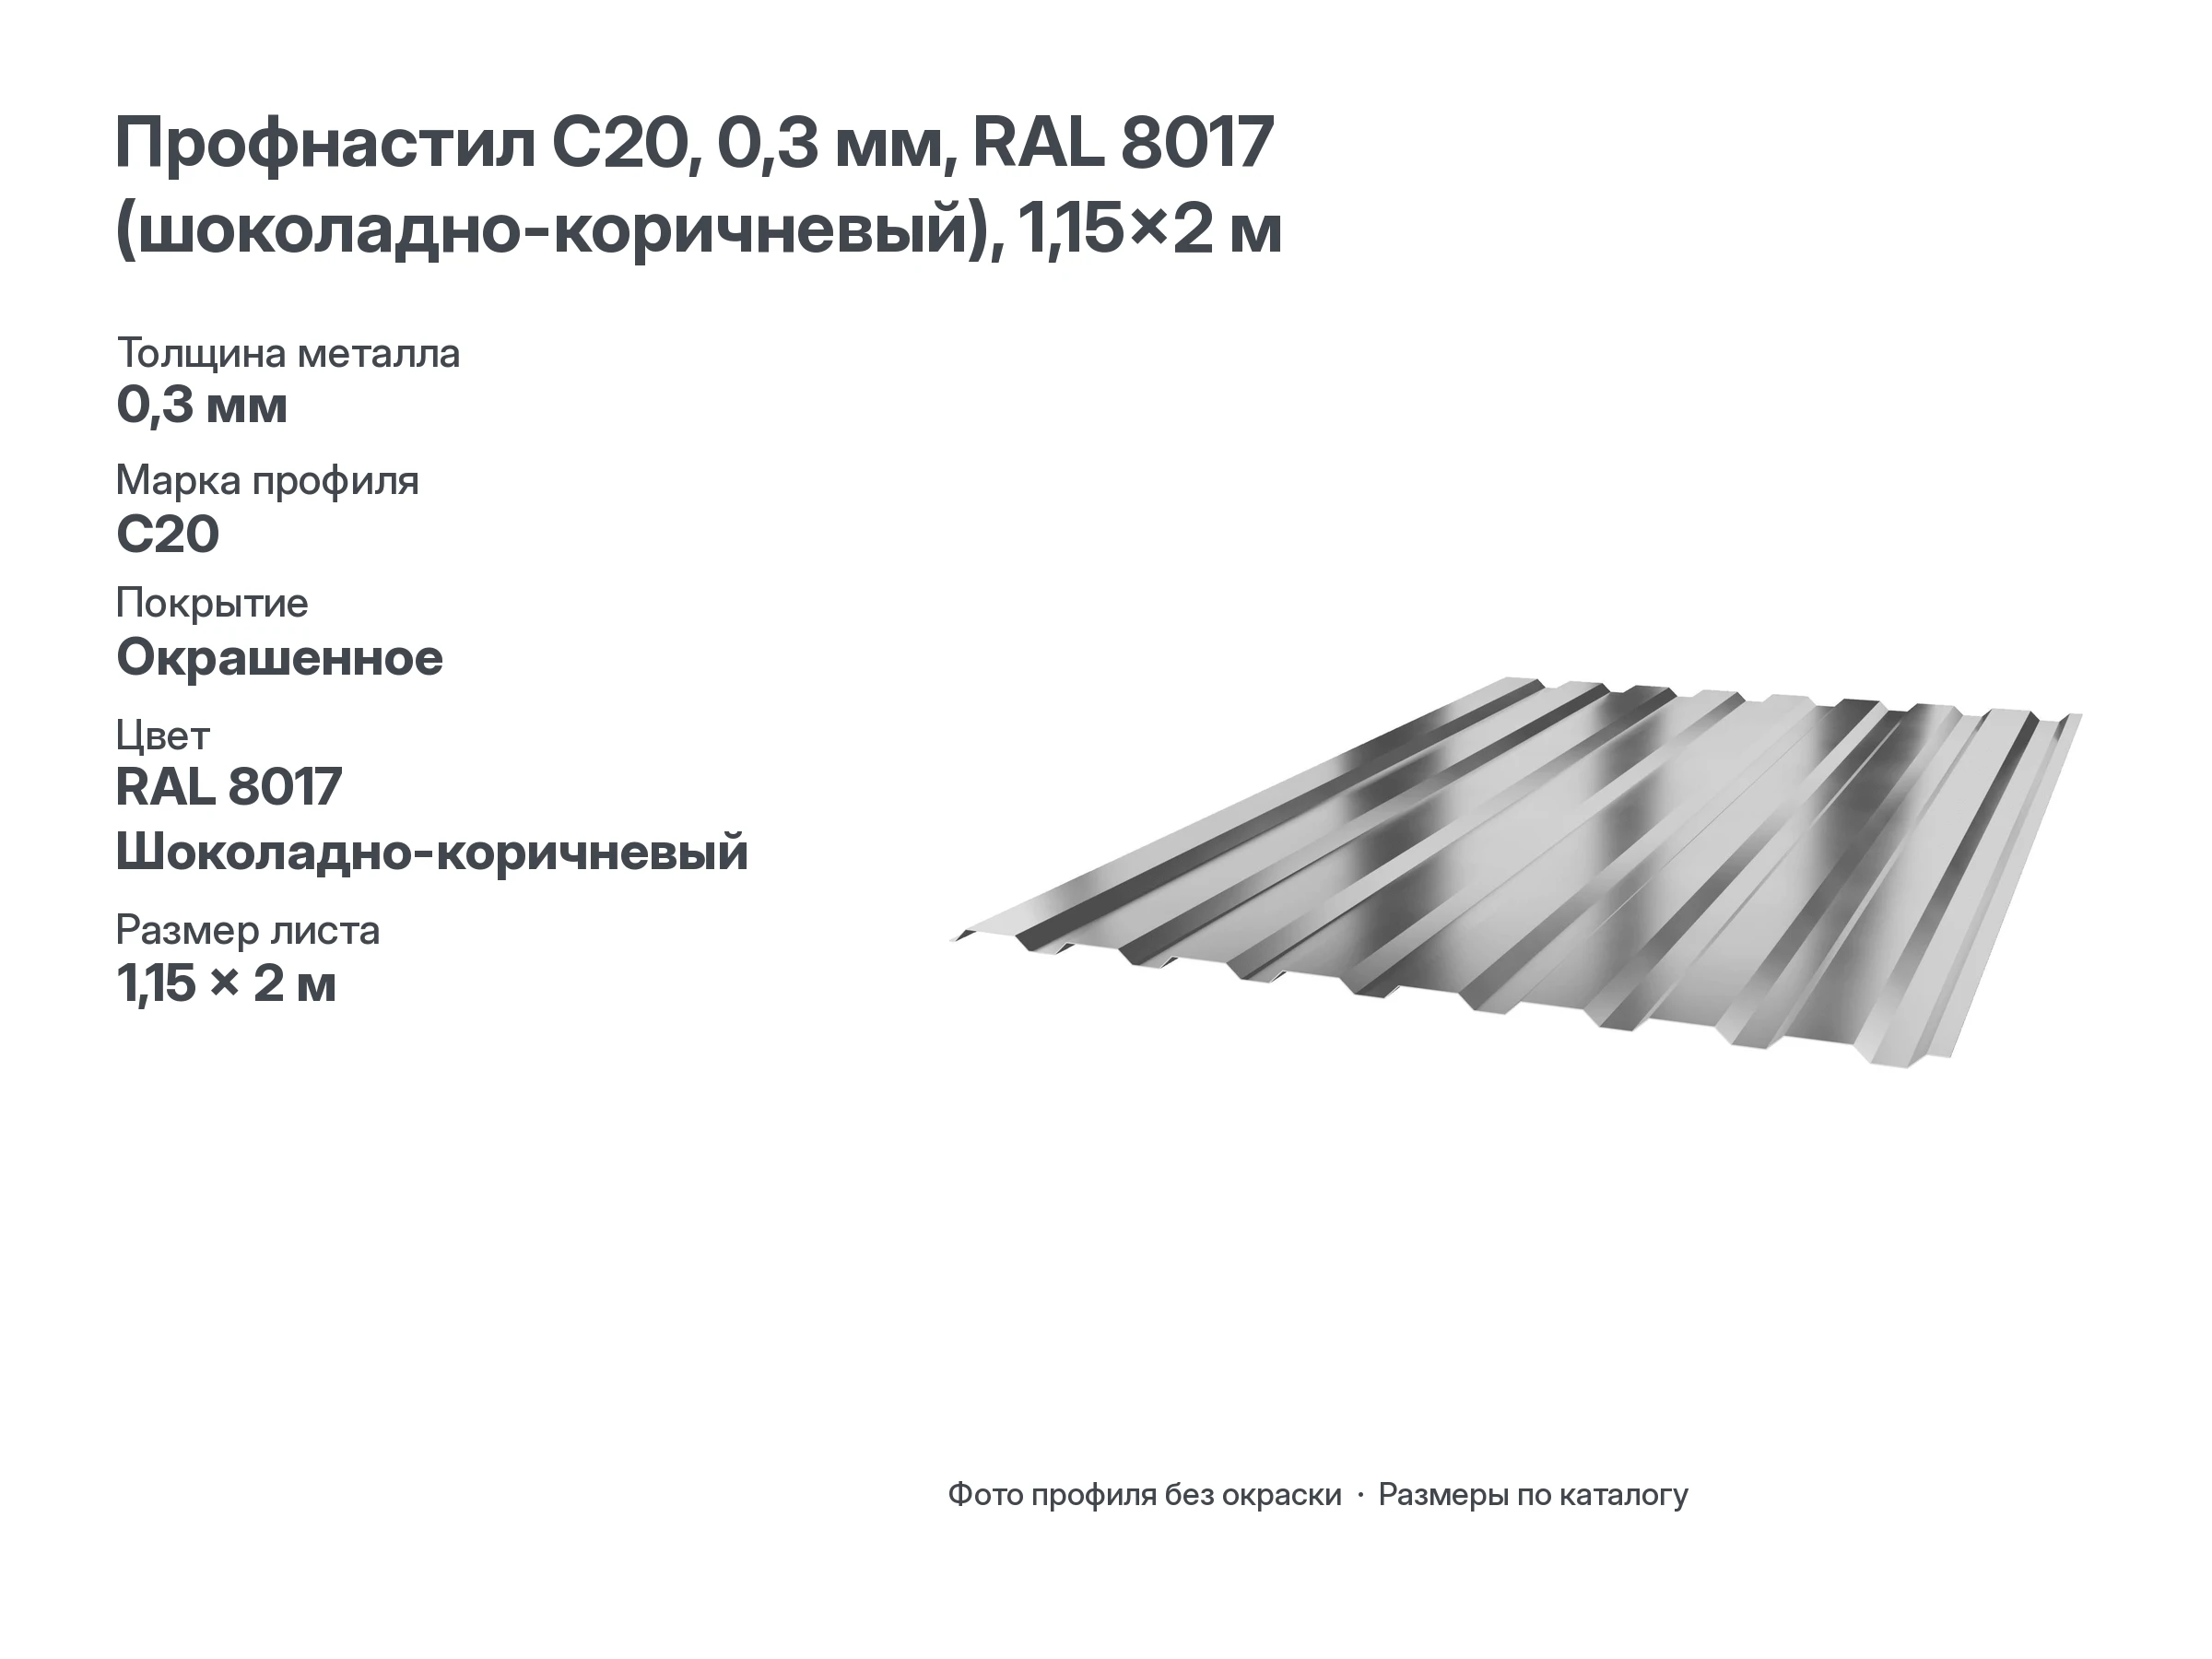 Профнастил С20, 0,3 мм, RAL 8017
(шоколадно-коричневый), 1,15×2 м
Толщина металла
0,3 мм
Марка профиля
С20
Покрытие
Окрашенное
Цвет
RAL 8017
Шоколадно-коричневый
Размер листа
1,15 × 2 м
Фото профиля без окраски · Размеры по каталогу